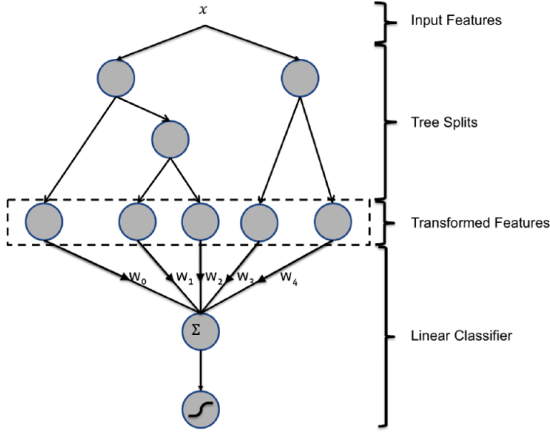 x
Input Features
Tree Splits
Transformed Features
W₀ W₁ W₂ W₃ W₄
Linear Classifier
Σ